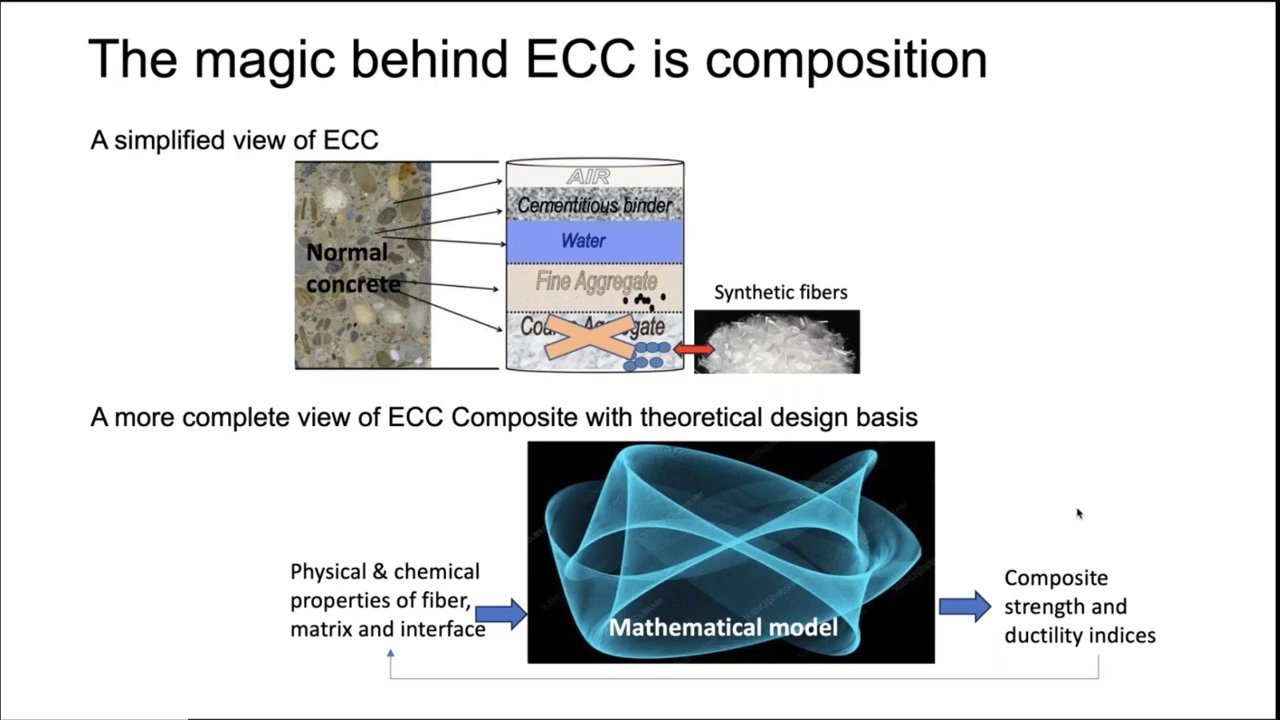 The magic behind ECC is composition
A simplified view of ECC
AIR
Cementitious binder
Normal
concrete
Water
Fine Aggregate
Synthetic fibers
A more complete view of ECC Composite with theoretical design basis
Physical & chemical
properties of fiber,
matrix and interface
Mathematical model
Composite
strength and
ductility indices